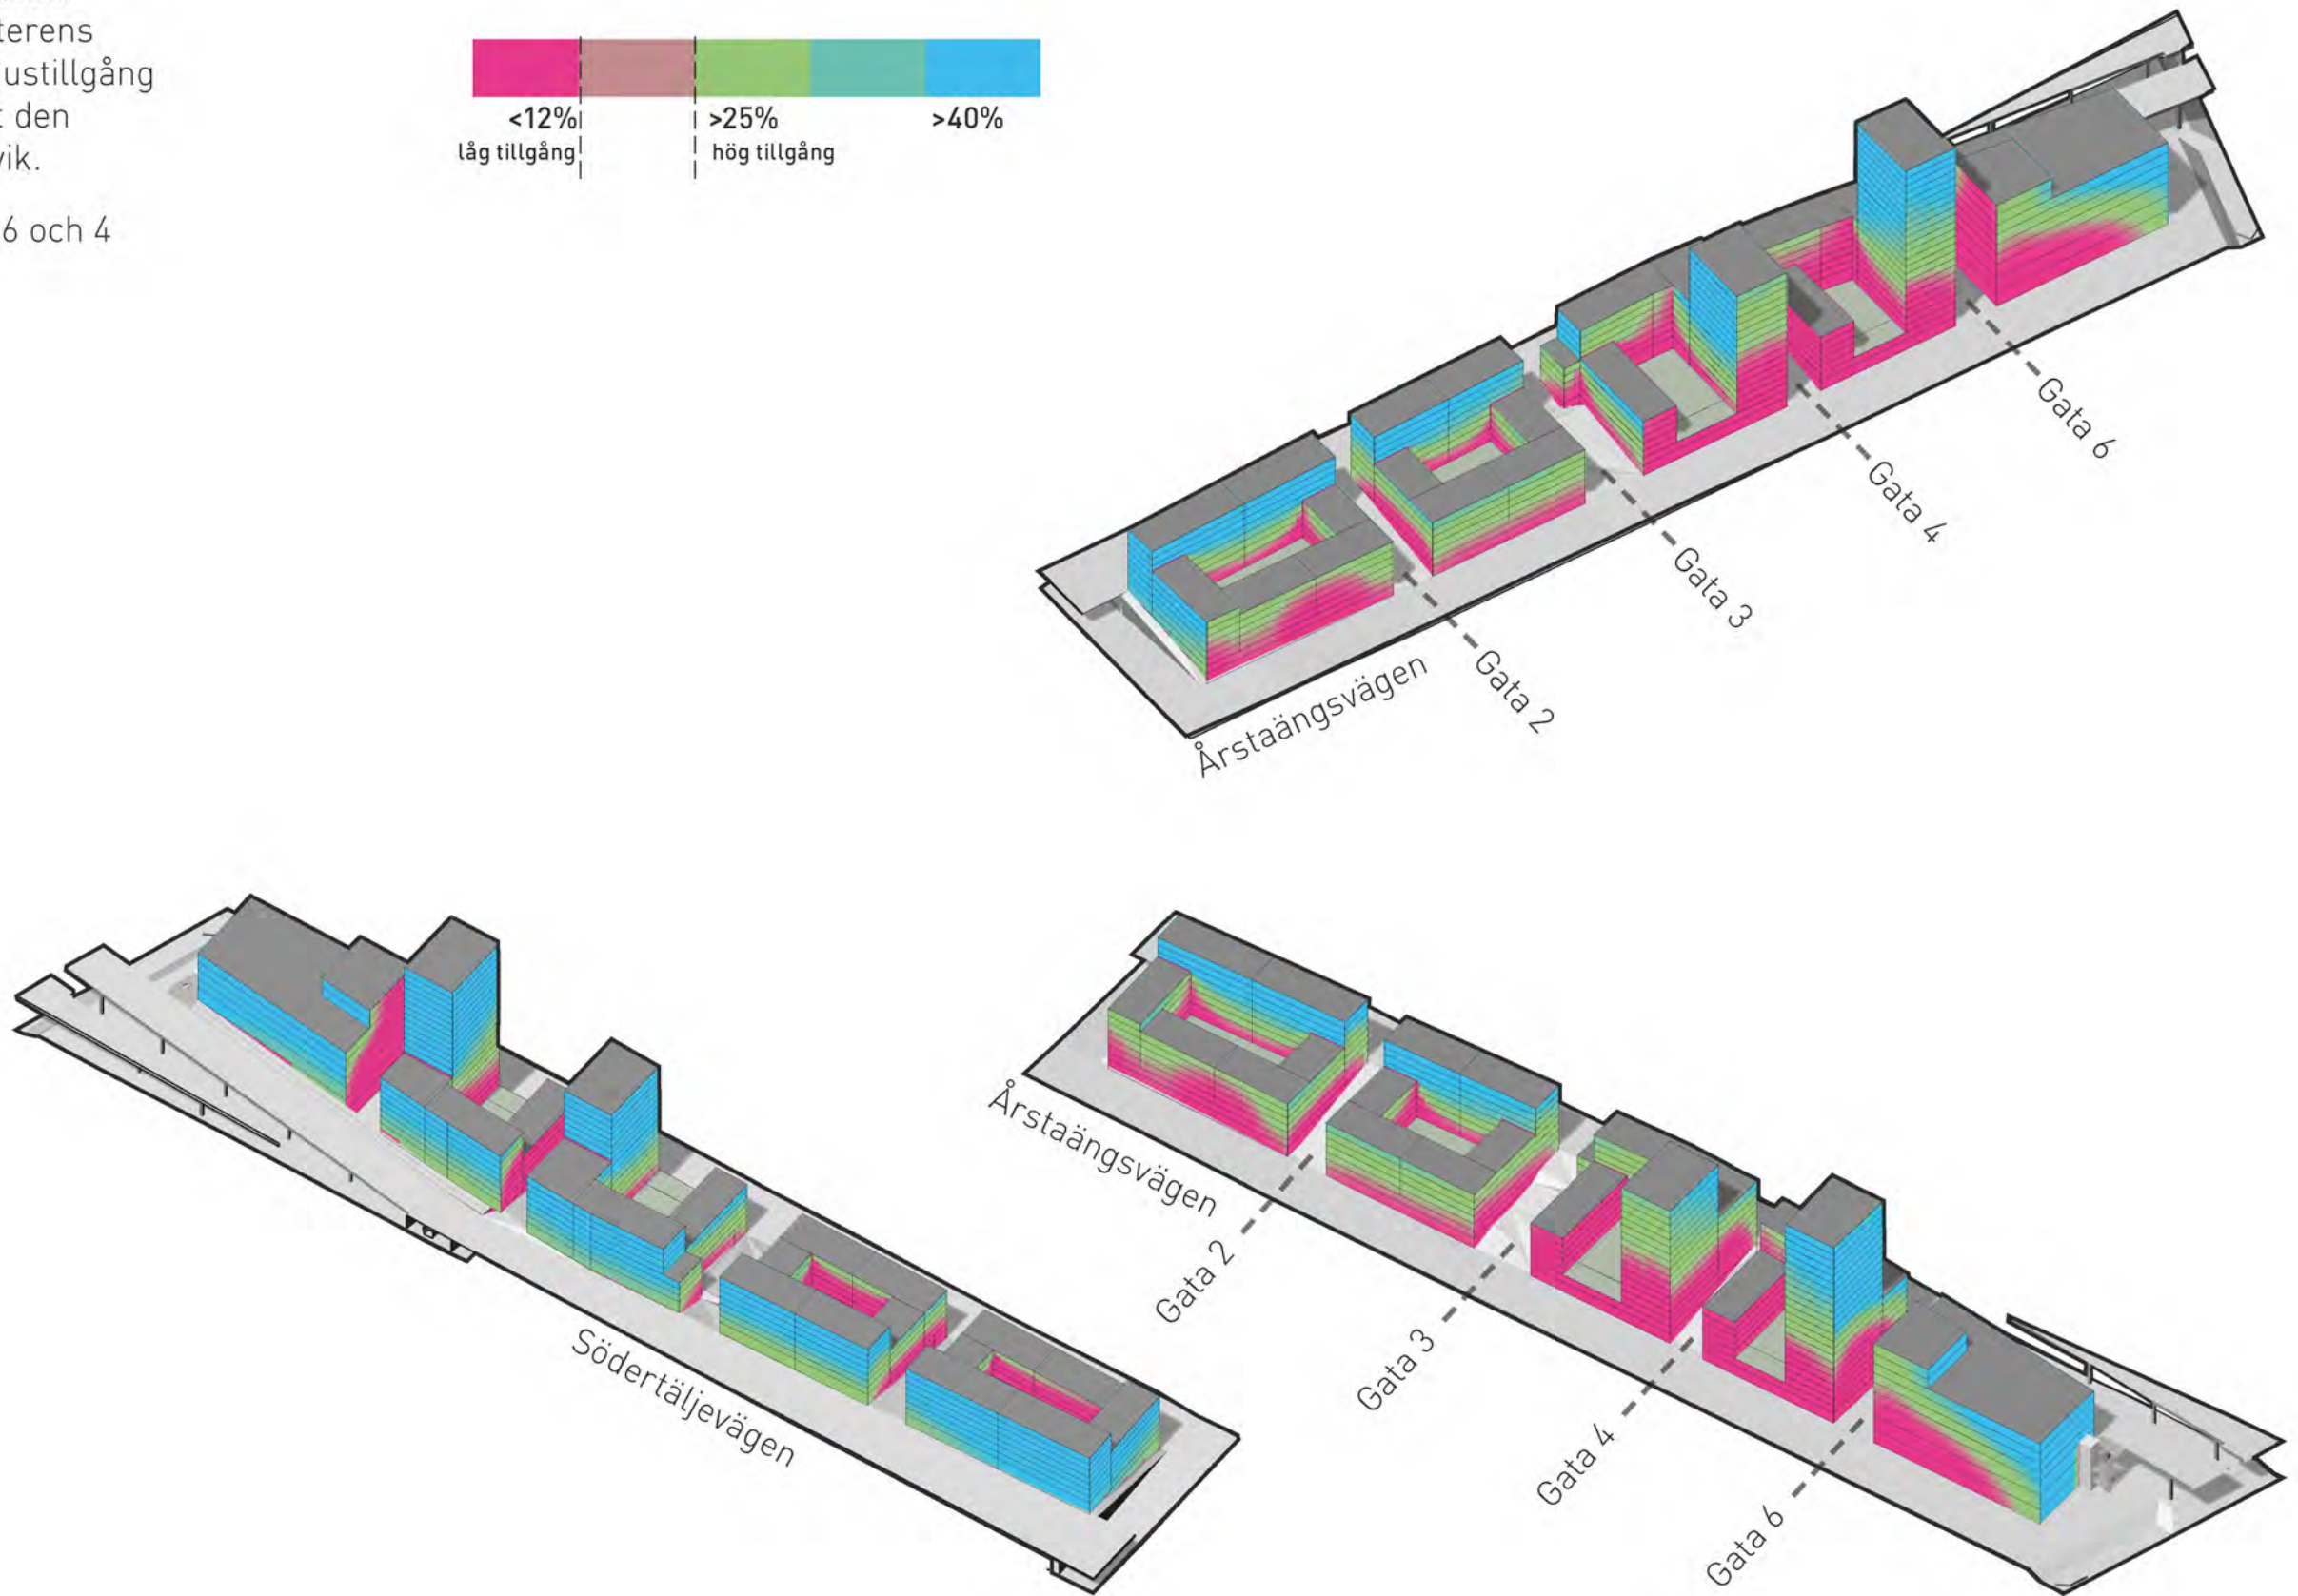 terens
ustillgång
den
vik.
6 och 4
<12%
>25%
>40%
låg tillgång
hög tillgång
Gata 6
Gata 4
Gata 3
Gata 2
Årstaängsvägen
Årstaängsvägen
Gata 2
Gata 3
Gata 4
Gata 6
Södertäljevägen